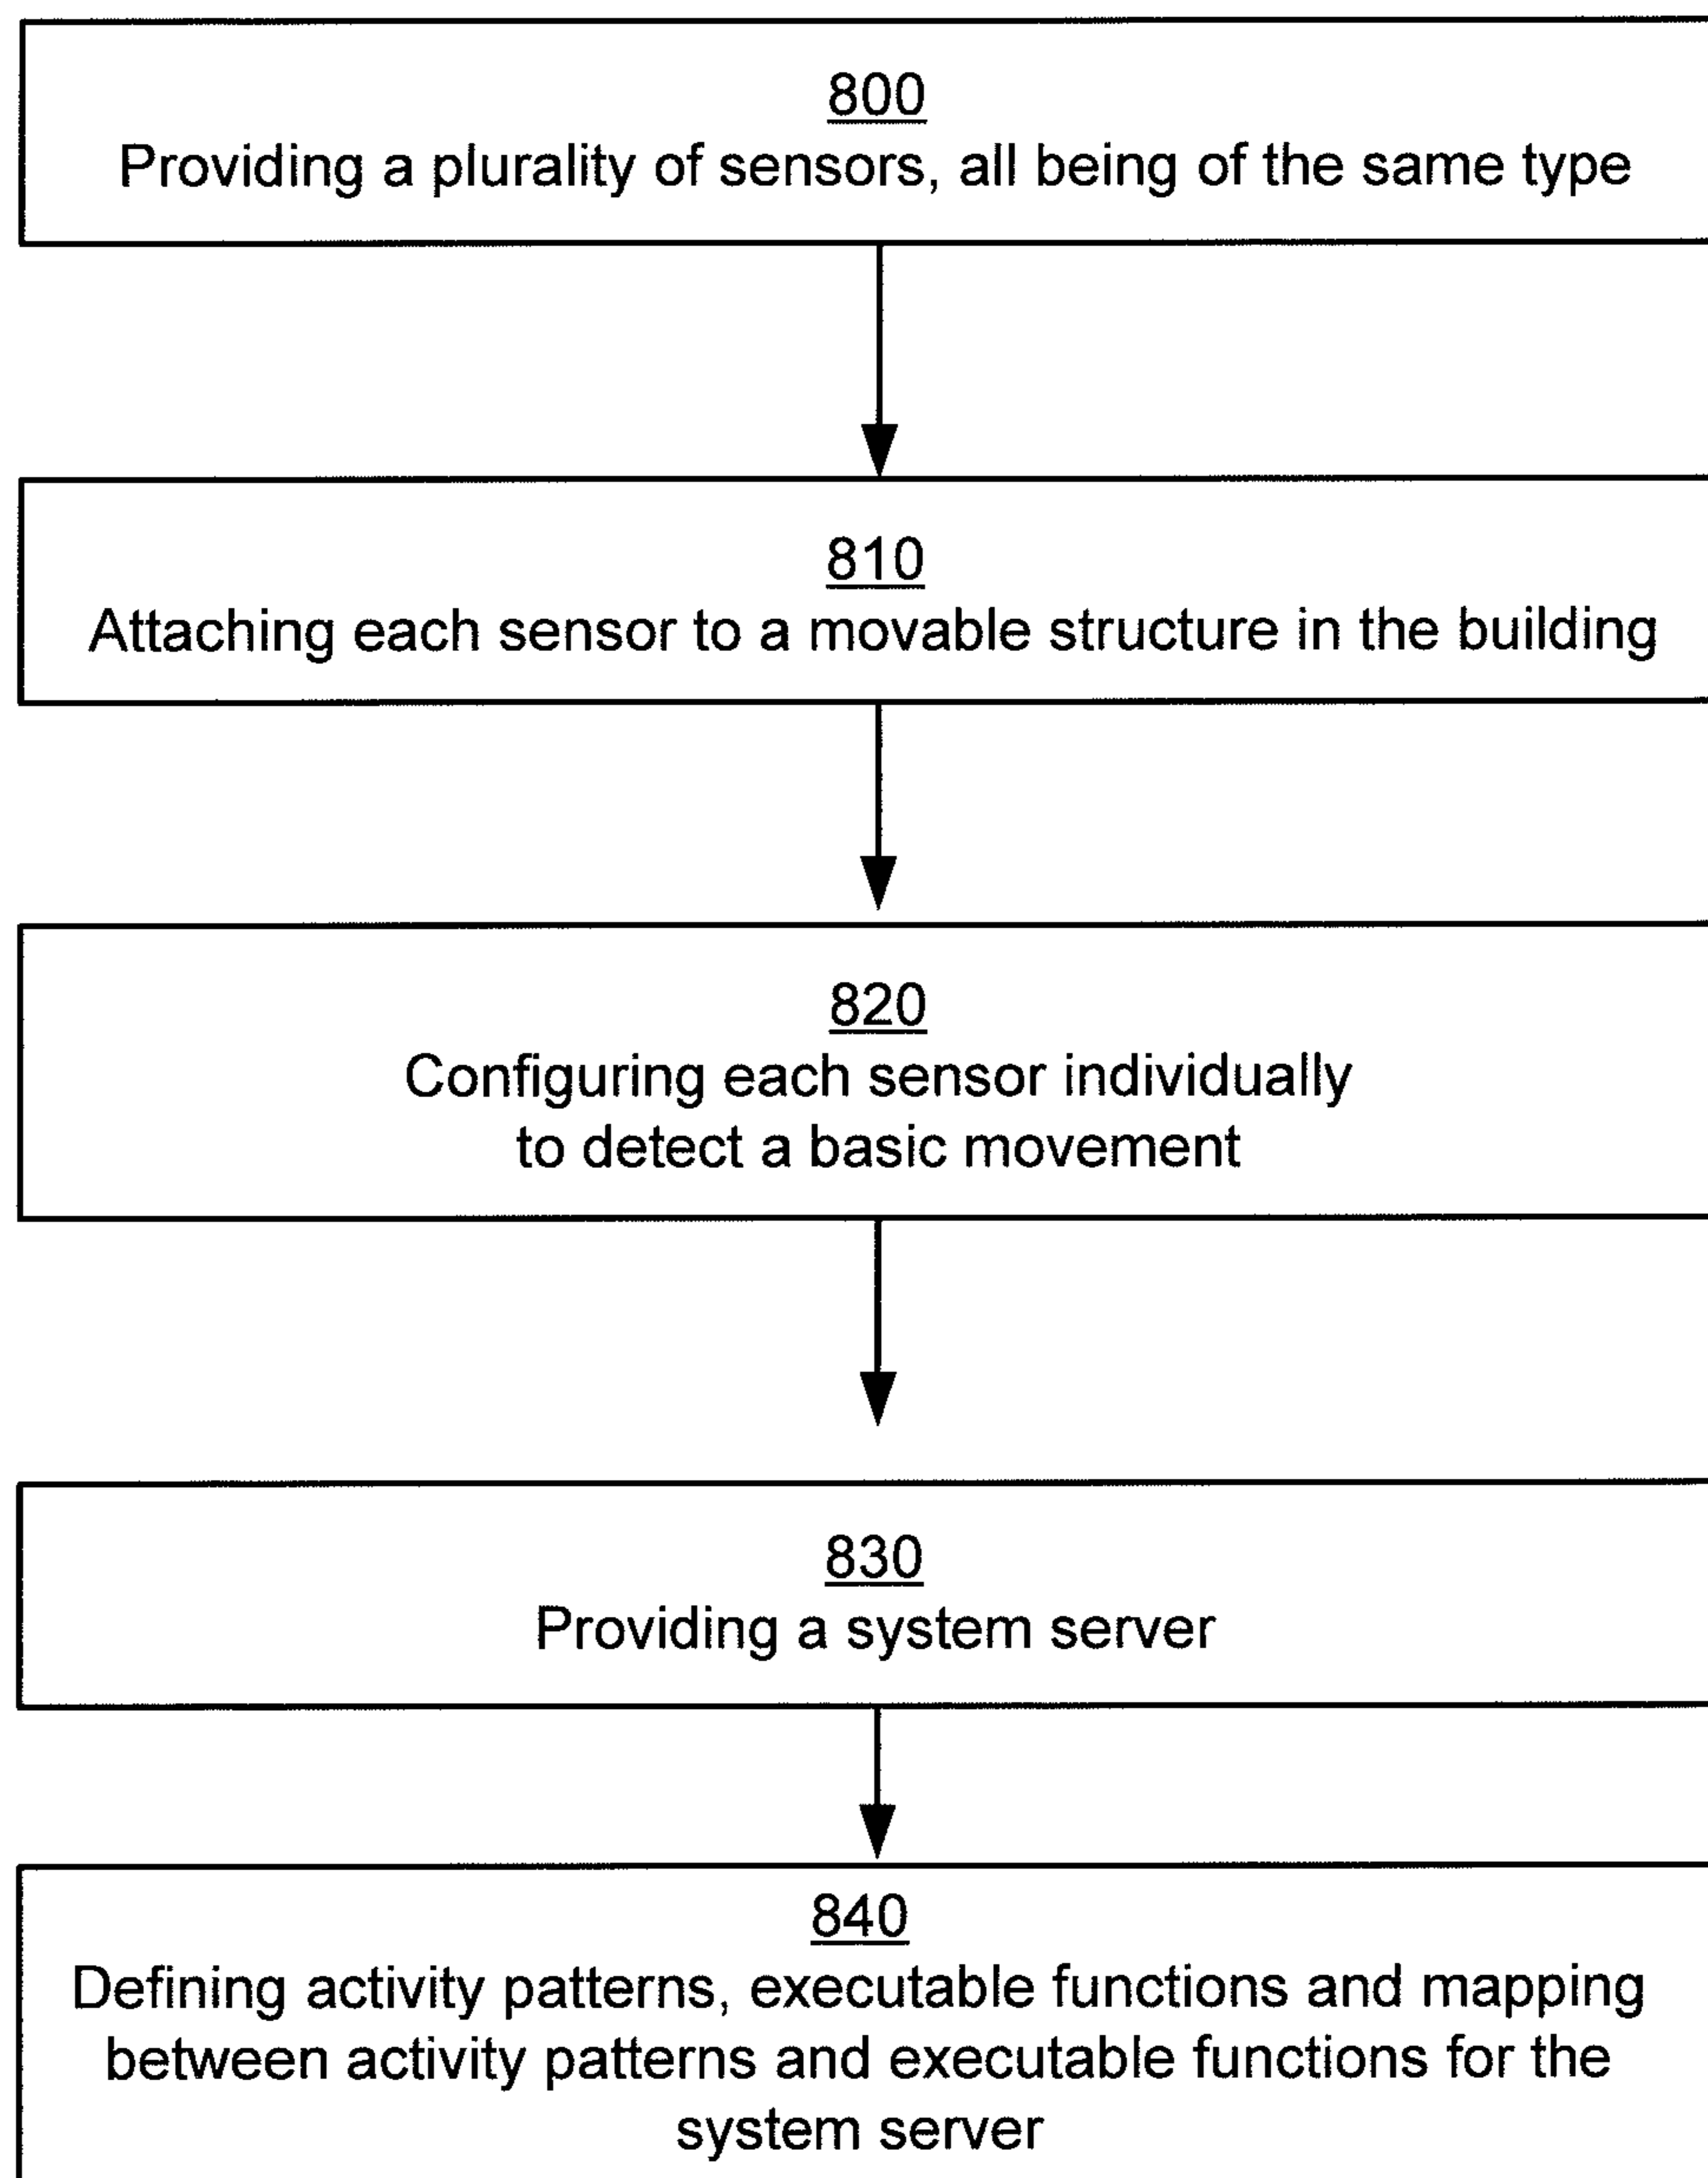 800
Providing a plurality of sensors, all being of the same type
810
Attaching each sensor to a movable structure in the building
820
Configuring each sensor individually
to detect a basic movement
830
Providing a system server
840
Defining activity patterns, executable functions and mapping
between activity patterns and executable functions for the
system server